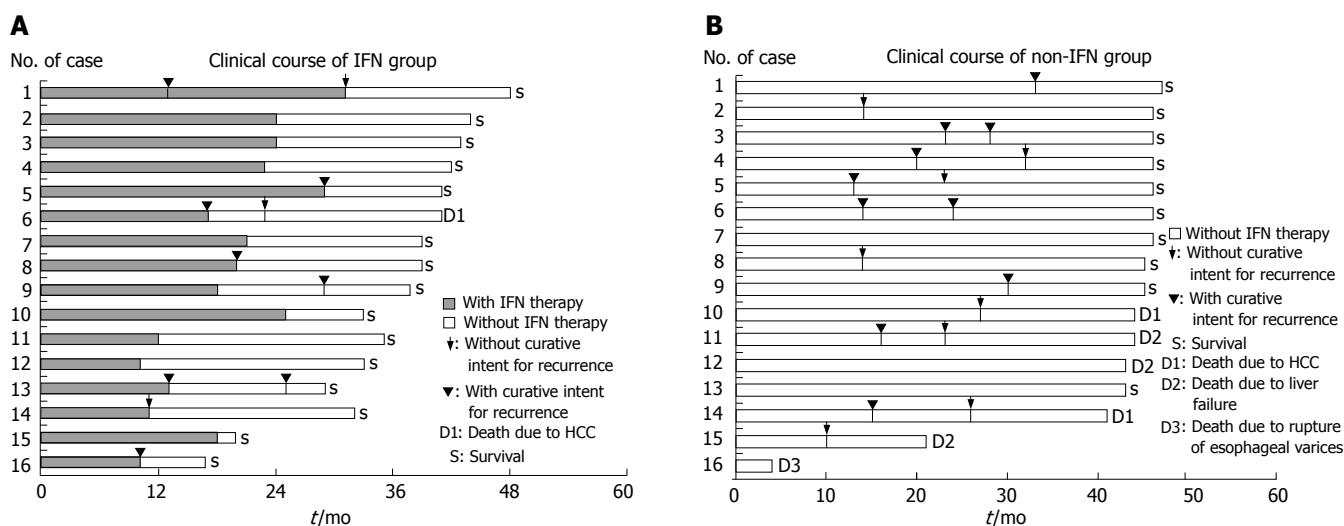 A
No. of case
Clinical course of IFN group
1
S
2
S
3
S
4
S
5
S
6
D1
7
S
8
S
9
S
10
S
11
S
12
S
13
S
14
S
15
S
16
S
0
12
24
36
48
60
t/mo
With IFN therapy
Without IFN therapy
: Without curative
intent for recurrence
: With curative intent
for recurrence
D1: Death due to HCC
S: Survival
B
No. of case
Clinical course of non-IFN group
1
S
2
S
3
S
4
S
5
S
6
S
7
S
8
S
9
S
10
D1
11
D2
12
D2
13
S
14
D1
15
D2
16
D3
0
10
20
30
40
50
60
t/mo
Without IFN therapy
: Without curative
intent for recurrence
: With curative
intent for recurrence
S: Survival
D1: Death due to HCC
D2: Death due to liver
failure
D3: Death due to rupture
of esophageal varices